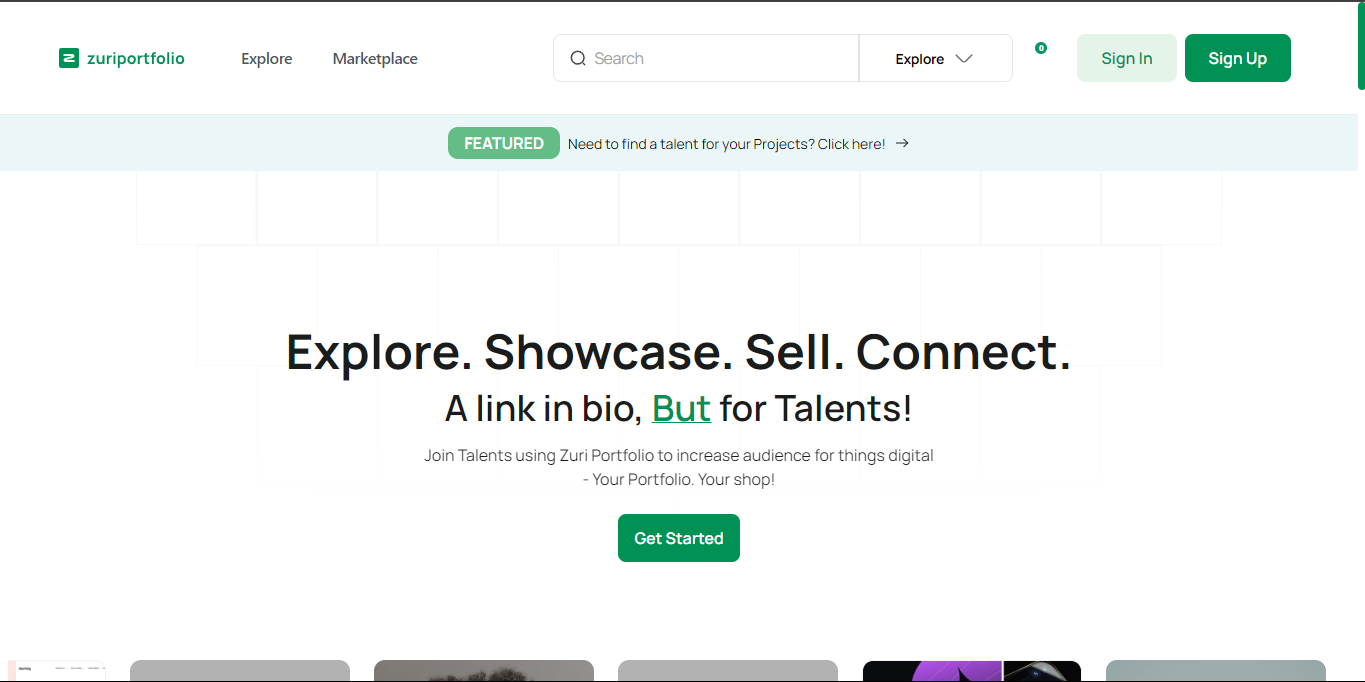 zuriportfolio
Explore
Marketplace
Search
Explore
0
Sign In
Sign Up
FEATURED Need to find a talent for your Projects? Click here!
Explore. Showcase. Sell. Connect.
A link in bio, But for Talents!
Join Talents using Zuri Portfolio to increase audience for things digital
- Your Portfolio. Your shop!
Get Started